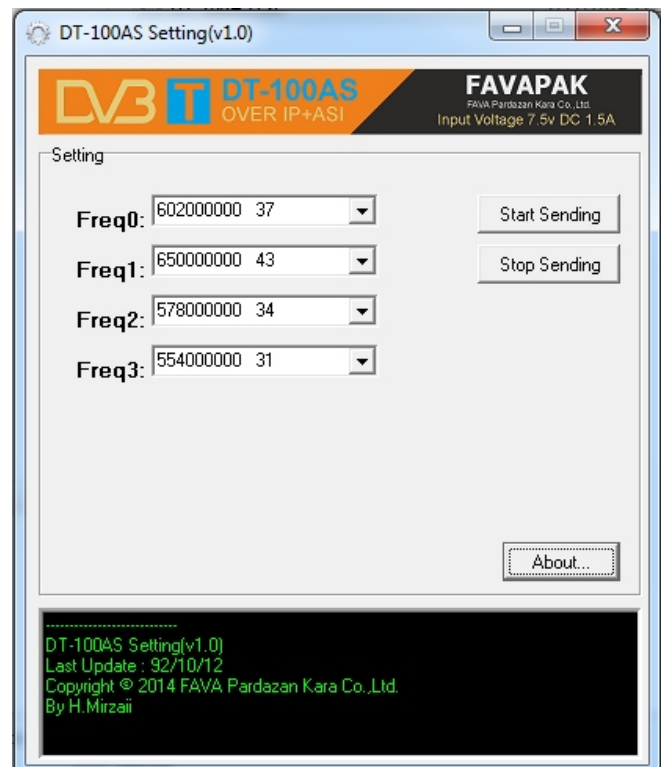 DT-100AS Setting(v1.0)
DVB T DT-100AS
OVER IP+ASI
FAVAPAK
FAVA Pardazan Kara Co.,Ltd.
Input Voltage 7.5v DC 1.5A
Setting
Freq0: 602000000 37
Start Sending
Freq1: 650000000 43
Stop Sending
Freq2: 578000000 34
Freq3: 554000000 31
About...
----------------------------
DT-100AS Setting(v1.0)
Last Update : 92/10/12
Copyright © 2014 FAVA Pardazan Kara Co.,Ltd.
By H.Mirzaii